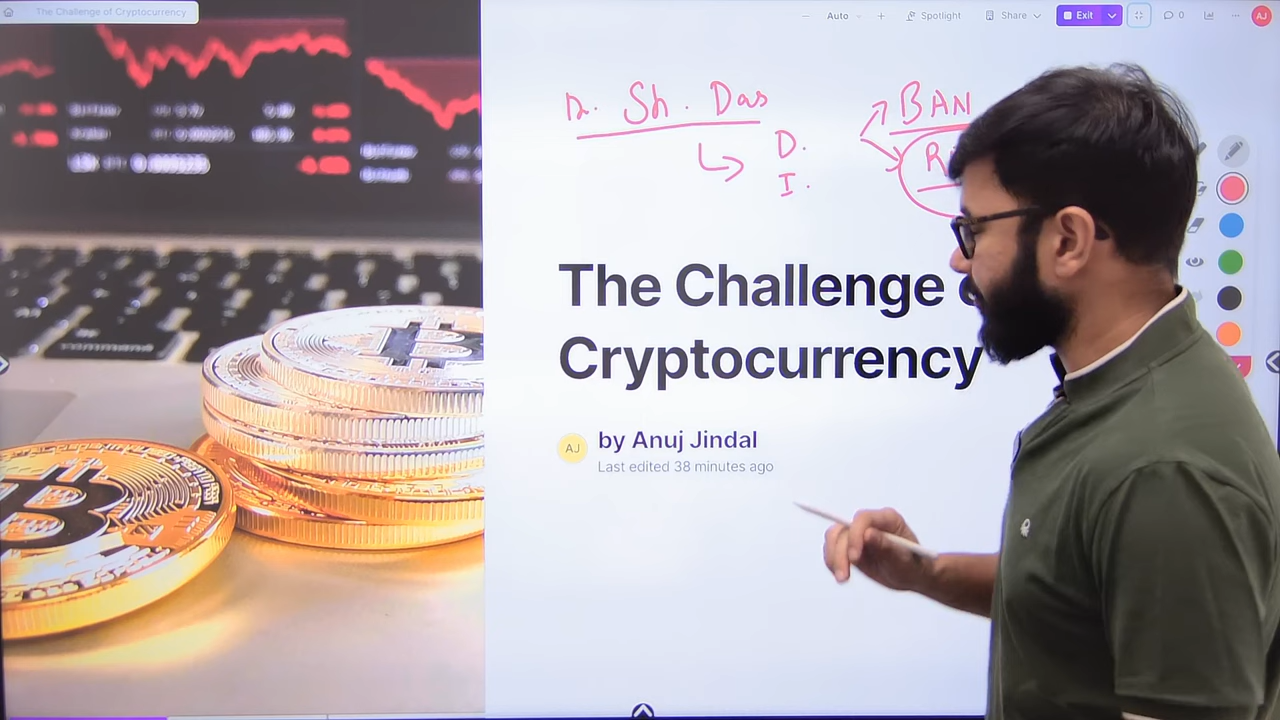 The Challenge of Cryptocurrency
Auto
Spotlight
Share
Exit
0
AJ
Sh. Das
BAN
D.
I.
The Challenge
Cryptocurrency
AJ
by Anuj Jindal
Last edited 38 minutes ago